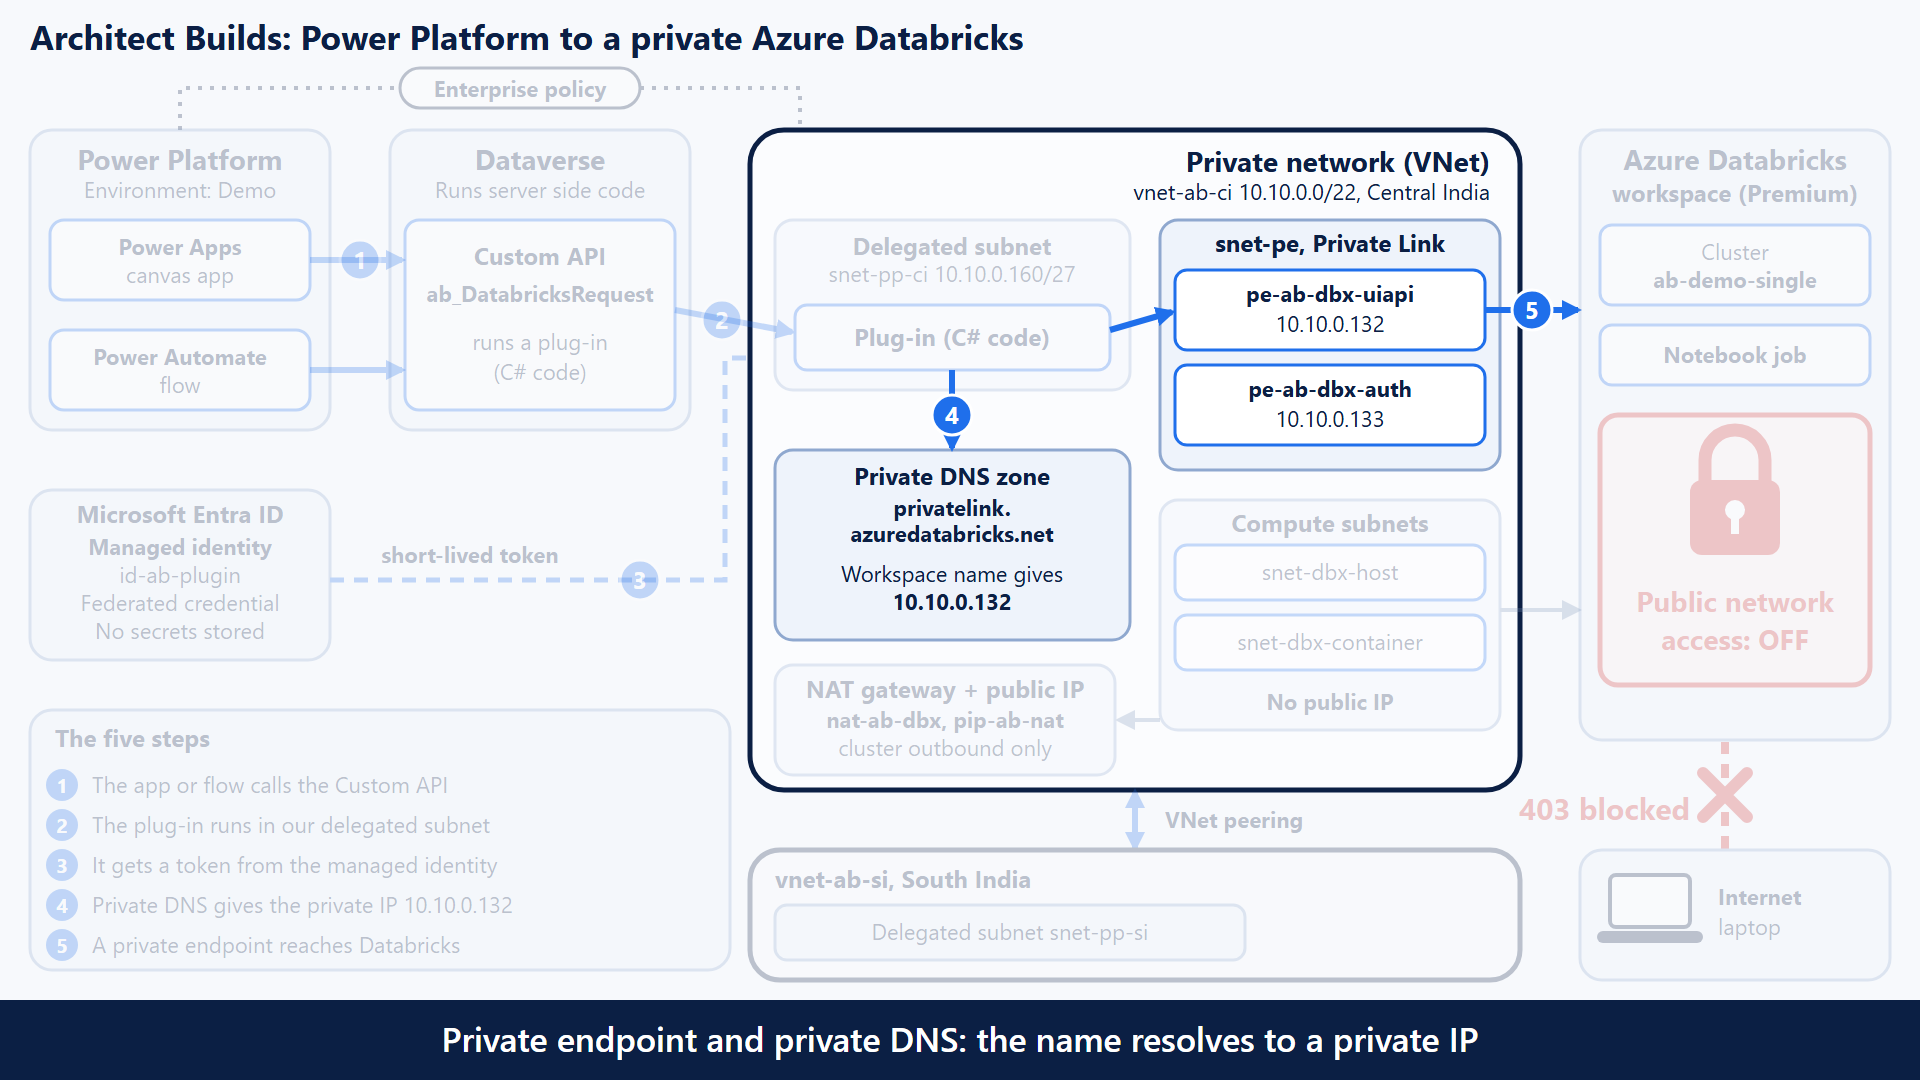 Architect Builds: Power Platform to a private Azure Databricks
Enterprise policy
Power Platform
Environment: Demo
Power Apps
canvas app
Power Automate
flow
1
Dataverse
Runs server side code
Custom API
ab_DatabricksRequest
runs a plug-in
(C# code)
2
Private network (VNet)
vnet-ab-ci 10.10.0.0/22, Central India
Delegated subnet
snet-pp-ci 10.10.0.160/27
Plug-in (C# code)
4
snet-pe, Private Link
pe-ab-dbx-uiapi
10.10.0.132
pe-ab-dbx-auth
10.10.0.133
5
Private DNS zone
privatelink.
azuredatabricks.net
Workspace name gives
10.10.0.132
Compute subnets
snet-dbx-host
snet-dbx-container
No public IP
NAT gateway + public IP
nat-ab-dbx, pip-ab-nat
cluster outbound only
Azure Databricks
workspace (Premium)
Cluster
ab-demo-single
Notebook job
Public network
access: OFF
Microsoft Entra ID
Managed identity
id-ab-plugin
Federated credential
No secrets stored
short-lived token
3
The five steps
1 The app or flow calls the Custom API
2 The plug-in runs in our delegated subnet
3 It gets a token from the managed identity
4 Private DNS gives the private IP 10.10.0.132
5 A private endpoint reaches Databricks
VNet peering
403 blocked
vnet-ab-si, South India
Delegated subnet snet-pp-si
Internet
laptop
Private endpoint and private DNS: the name resolves to a private IP